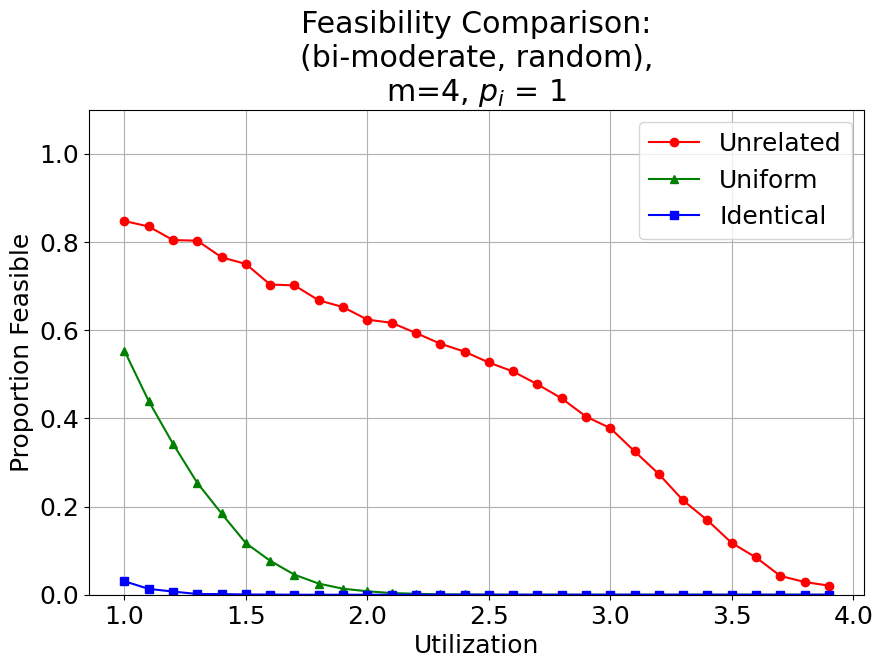 Feasibility Comparison:
(bi-moderate, random),
m=4, $p_i$ = 1
Unrelated
Uniform
Identical
Proportion Feasible
1.0
0.8
0.6
0.4
0.2
0.0
1.0 1.5 2.0 2.5 3.0 3.5 4.0
Utilization